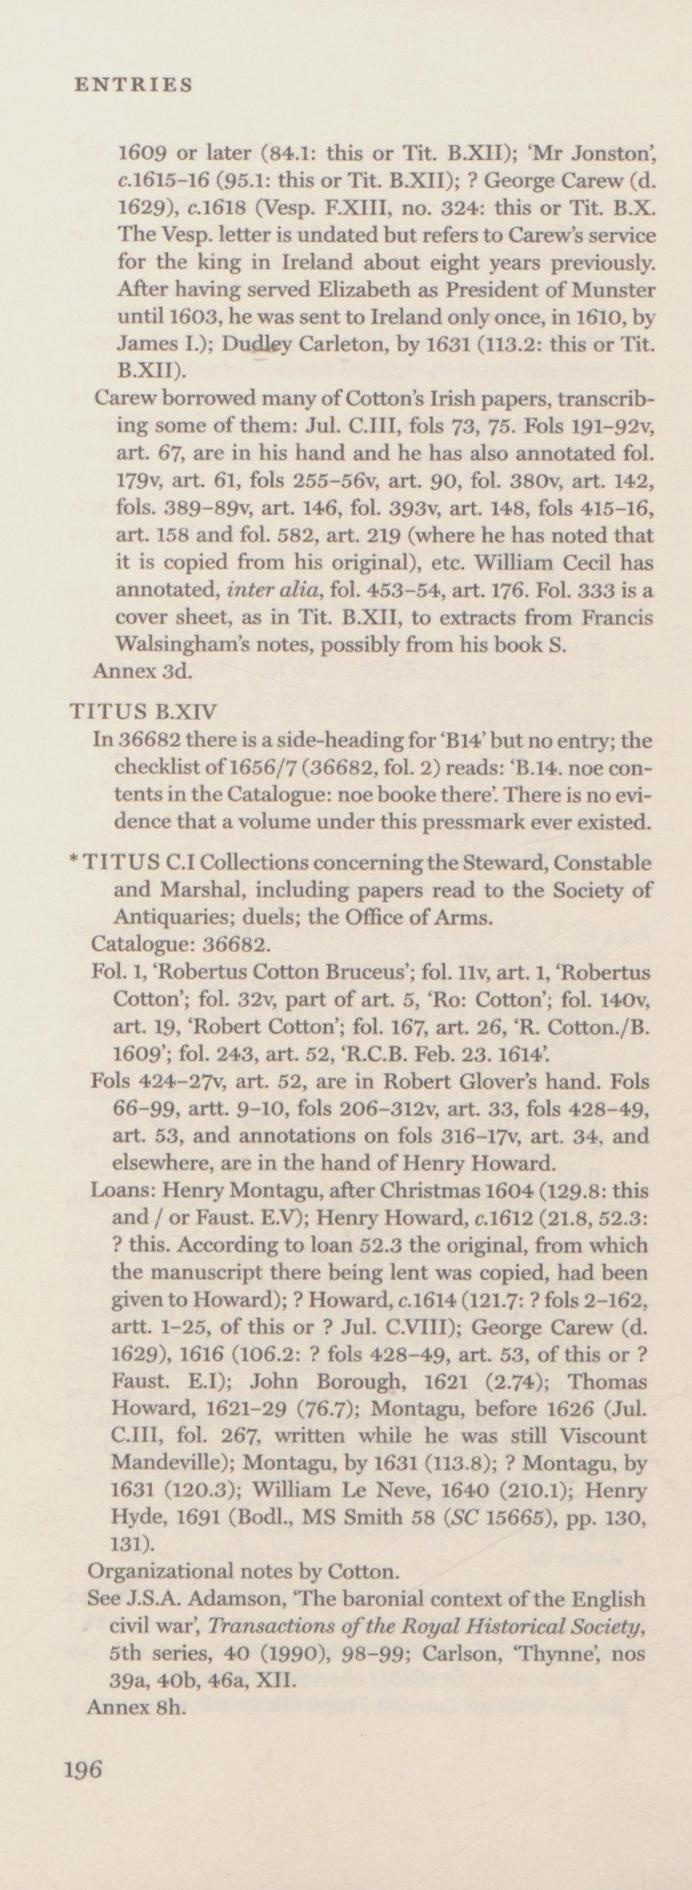 ENTRIES
1609 or later (84.1: this or Tit. B.XII); ‘Mr Jonston’,
c.1615–16 (95.1: this or Tit. B.XII); ? George Carew (d.
1629), c.1618 (Vesp. F.XIII, no. 324: this or Tit. B.X.
The Vesp. letter is undated but refers to Carew’s service
for the king in Ireland about eight years previously.
After having served Elizabeth as President of Munster
until 1603, he was sent to Ireland only once, in 1610, by
James I.); Dudley Carleton, by 1631 (113.2: this or Tit.
B.XII).
Carew borrowed many of Cotton’s Irish papers, transcrib-
ing some of them: Jul. C.III, fols 73, 75. Fols 191–92v,
art. 67, are in his hand and he has also annotated fol.
179v, art. 61, fols 255–56v, art. 90, fol. 380v, art. 142,
fols. 389–89v, art. 146, fol. 393v, art. 148, fols 415–16,
art. 158 and fol. 582, art. 219 (where he has noted that
it is copied from his original), etc. William Cecil has
annotated, inter alia, fol. 453–54, art. 176. Fol. 333 is a
cover sheet, as in Tit. B.XII, to extracts from Francis
Walsingham’s notes, possibly from his book S.
Annex 3d.
TITUS B.XIV
In 36682 there is a side-heading for ‘B14’ but no entry; the
checklist of 1656/7 (36682, fol. 2) reads: ‘B.14. noe con-
tents in the Catalogue: noe booke there’. There is no evi-
dence that a volume under this pressmark ever existed.
*TITUS C.I Collections concerning the Steward, Constable
and Marshal, including papers read to the Society of
Antiquaries; duels; the Office of Arms.
Catalogue: 36682.
Fol. 1, ‘Robertus Cotton Bruceus’; fol. 11v, art. 1, ‘Robertus
Cotton’; fol. 32v, part of art. 5, ‘Ro: Cotton’; fol. 140v,
art. 19, ‘Robert Cotton’; fol. 167, art. 26, ‘R. Cotton./B.
1609’; fol. 243, art. 52, ‘R.C.B. Feb. 23. 1614’.
Fols 424–27v, art. 52, are in Robert Glover’s hand. Fols
66–99, artt. 9–10, fols 206–312v, art. 33, fols 428–49,
art. 53, and annotations on fols 316–17v, art. 34, and
elsewhere, are in the hand of Henry Howard.
Loans: Henry Montagu, after Christmas 1604 (129.8: this
and / or Faust. E.V); Henry Howard, c.1612 (21.8, 52.3:
? this. According to loan 52.3 the original, from which
the manuscript there being lent was copied, had been
given to Howard); ? Howard, c.1614 (121.7: ? fols 2–162,
artt. 1–25, of this or ? Jul. C.VIII); George Carew (d.
1629), 1616 (106.2: ? fols 428–49, art. 53, of this or ?
Faust. E.I); John Borough, 1621 (2.74); Thomas
Howard, 1621–29 (76.7); Montagu, before 1626 (Jul.
C.III, fol. 267, written while he was still Viscount
Mandeville); Montagu, by 1631 (113.8); ? Montagu, by
1631 (120.3); William Le Neve, 1640 (210.1); Henry
Hyde, 1691 (Bodl., MS Smith 58 (SC 15665), pp. 130,
131).
Organizational notes by Cotton.
See J.S.A. Adamson, ‘The baronial context of the English
civil war’, Transactions of the Royal Historical Society,
5th series, 40 (1990), 98–99; Carlson, ‘Thynne’, nos
39a, 40b, 46a, XII.
Annex 8h.
196